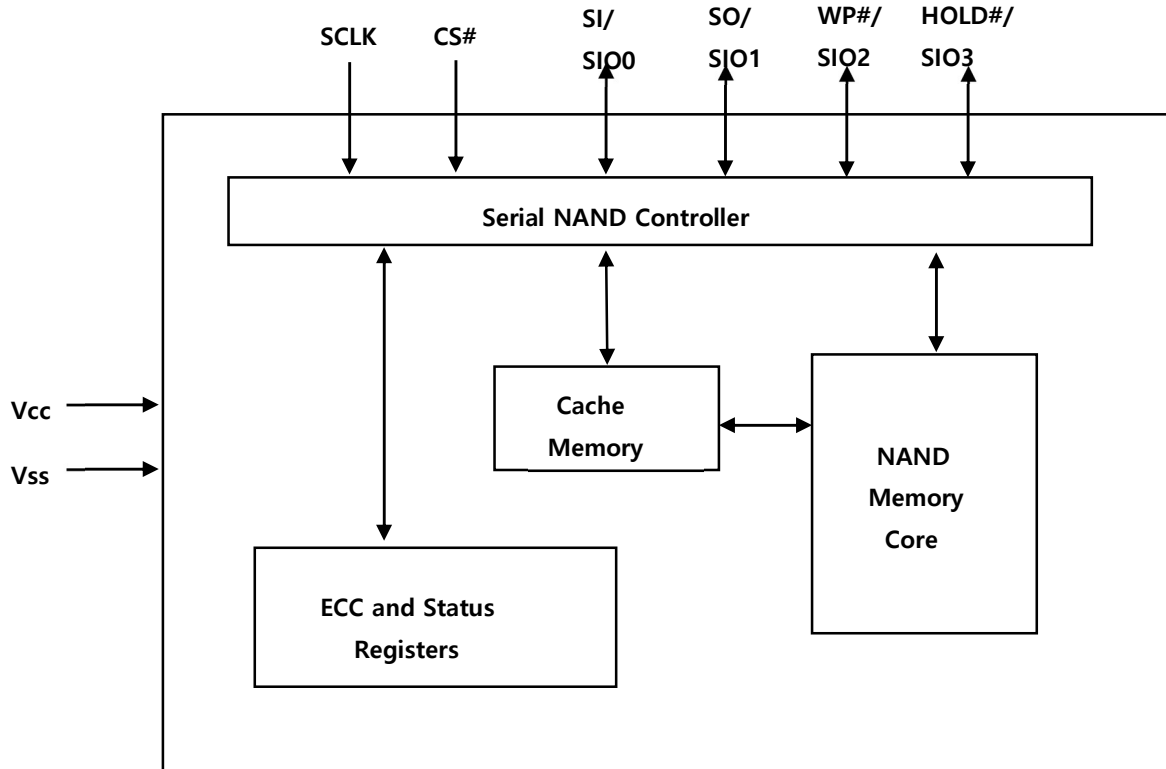 SCLK
CS#
SI/
SIO0
SO/
SIO1
WP#/
SIO2
HOLD#/
SIO3
Serial NAND Controller
Vcc
Vss
Cache
Memory
NAND
Memory
Core
ECC and Status
Registers